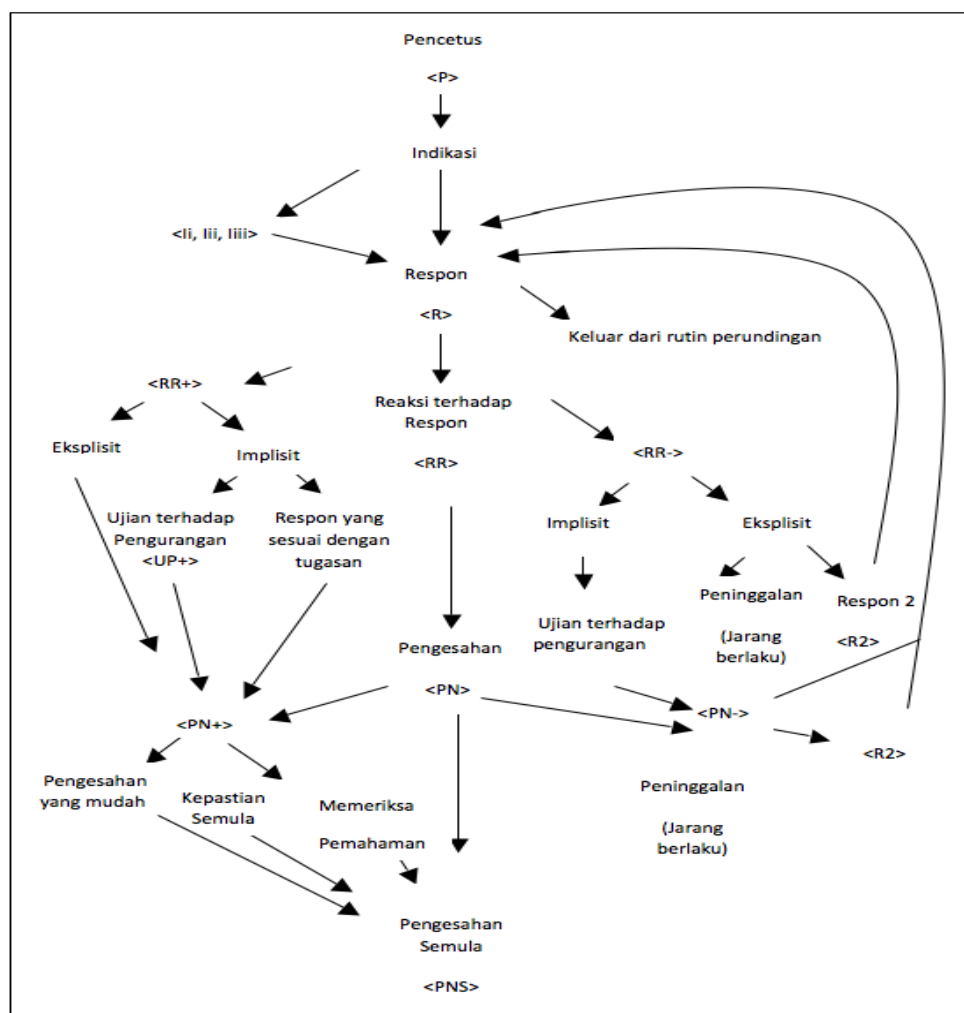 Pencetus
<P>
Indikasi
<Ii, Iii, Iiii>
Respon
<R>
Keluar dari rutin perundingan
<RR+>
Reaksi terhadap
Respon
<RR>
<RR->
Eksplisit
Implisit
Ujian terhadap
Pengurangan
<UP+>
Respon yang
sesuai dengan
tugasan
Implisit
Eksplisit
Ujian terhadap
pengurangan
Peninggalan
(Jarang
berlaku)
Respon 2
<R2>
Pengesahan
<PN>
<PN+>
<PN->
<R2>
Pengesahan
yang mudah
Kepastian
Semula
Memeriksa
Pemahaman
Peninggalan
(Jarang
berlaku)
Pengesahan
Semula
<PNS>